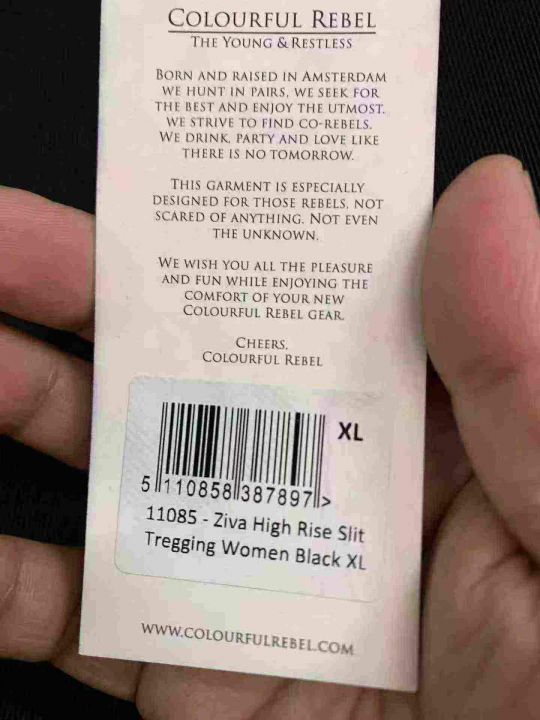 COLOURFUL REBEL
THE YOUNG & RESTLESS
BORN AND RAISED IN AMSTERDAM
WE HUNT IN PAIRS, WE SEEK FOR
THE BEST AND ENJOY THE UTMOST.
WE STRIVE TO FIND CO-REBELS.
WE DRINK, PARTY AND LOVE LIKE
THERE IS NO TOMORROW.
THIS GARMENT IS ESPECIALLY
DESIGNED FOR THOSE REBELS, NOT
SCARED OF ANYTHING. NOT EVEN
THE UNKNOWN.
WE WISH YOU ALL THE PLEASURE
AND FUN WHILE ENJOYING THE
COMFORT OF YOUR NEW
COLOURFUL REBEL GEAR.
CHEERS,
COLOURFUL REBEL
XL
5 110858 387897 >
11085 - Ziva High Rise Slit
Tregging Women Black XL
WWW.COLOURFULREBEL.COM